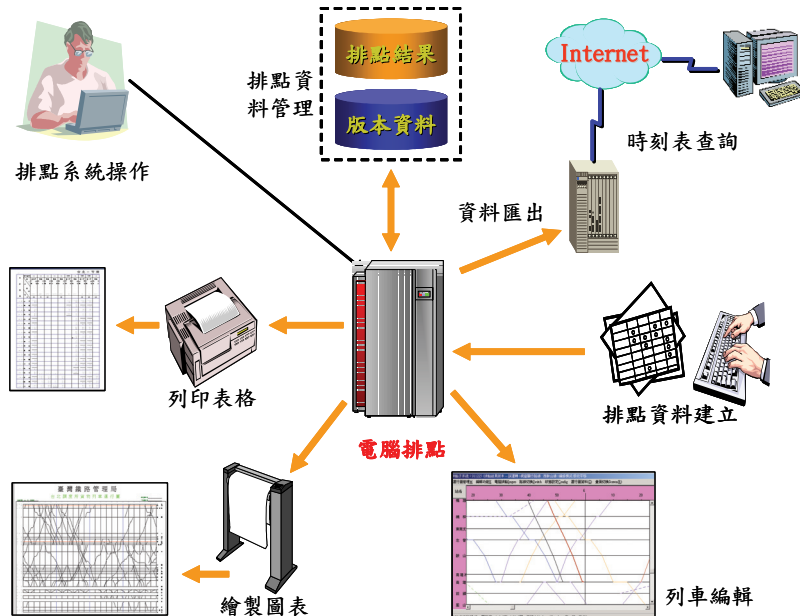 排點結果
版本資料
排點資
料管理
Internet
時刻表查詢
排點系統操作
資料匯出
列印表格
電腦排點
排點資料建立
臺灣鐵路管理局
繪製圖表
列車編輯